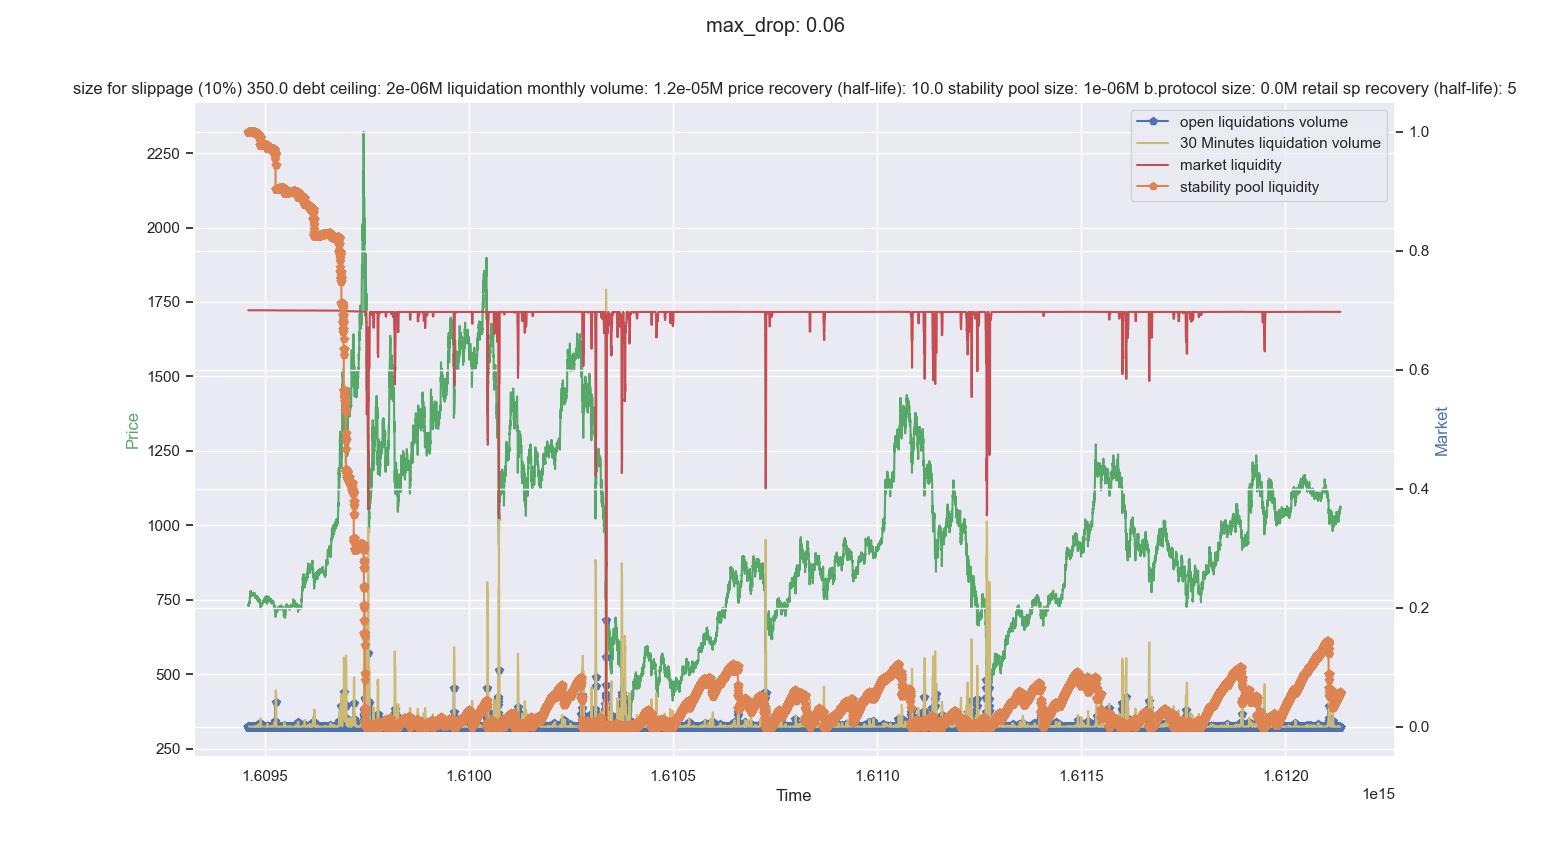 max_drop: 0.06
size for slippage (10%) 350.0 debt ceiling: 2e-06M liquidation monthly volume: 1.2e-05M price recovery (half-life): 10.0 stability pool size: 1e-06M b.protocol size: 0.0M retail sp recovery (half-life): 5
open liquidations volume
30 Minutes liquidation volume
market liquidity
stability pool liquidity
Price
2250
2000
1750
1500
1250
1000
750
500
250
1.0
0.8
0.6
0.4
0.2
0.0
Market
1.6095 1.6100 1.6105 1.6110 1.6115 1.6120
Time
1e15